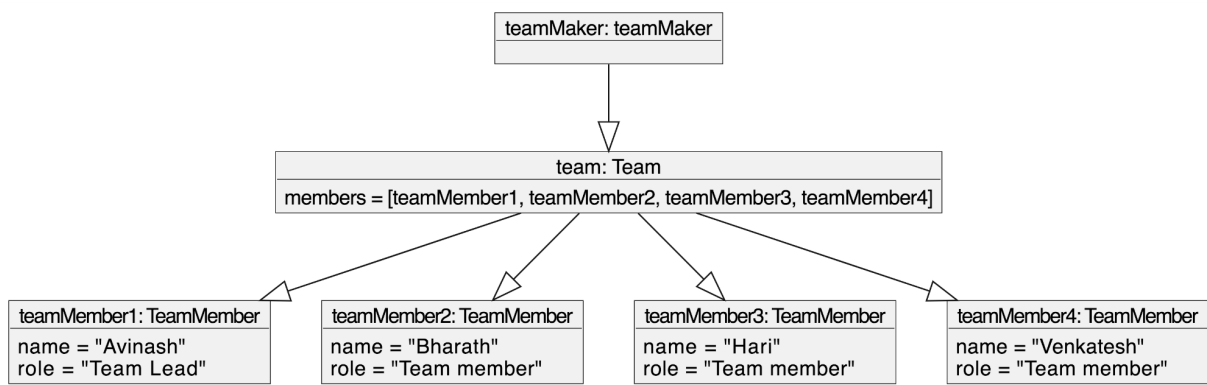 teamMaker: teamMaker
team: Team
members = [teamMember1, teamMember2, teamMember3, teamMember4]
teamMember1: TeamMember
name = "Avinash"
role = "Team Lead"
teamMember2: TeamMember
name = "Bharath"
role = "Team member"
teamMember3: TeamMember
name = "Hari"
role = "Team member"
teamMember4: TeamMember
name = "Venkatesh"
role = "Team member"